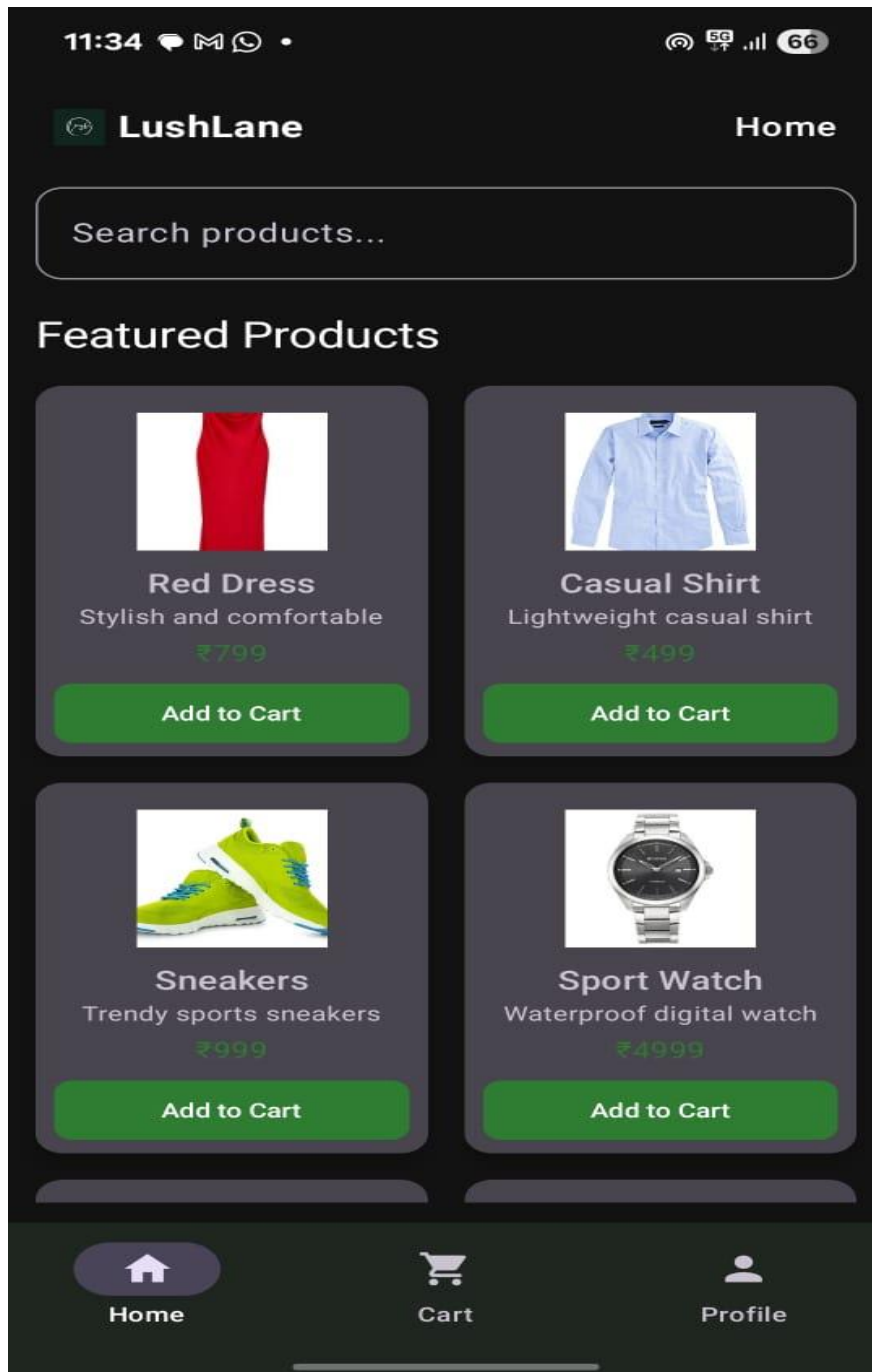 11:34
5G 66
LushLane Home
Search products...
Featured Products
Red Dress
Stylish and comfortable
₹799
Add to Cart
Casual Shirt
Lightweight casual shirt
₹499
Add to Cart
Sneakers
Trendy sports sneakers
₹999
Add to Cart
Sport Watch
Waterproof digital watch
₹4999
Add to Cart
Home
Cart
Profile